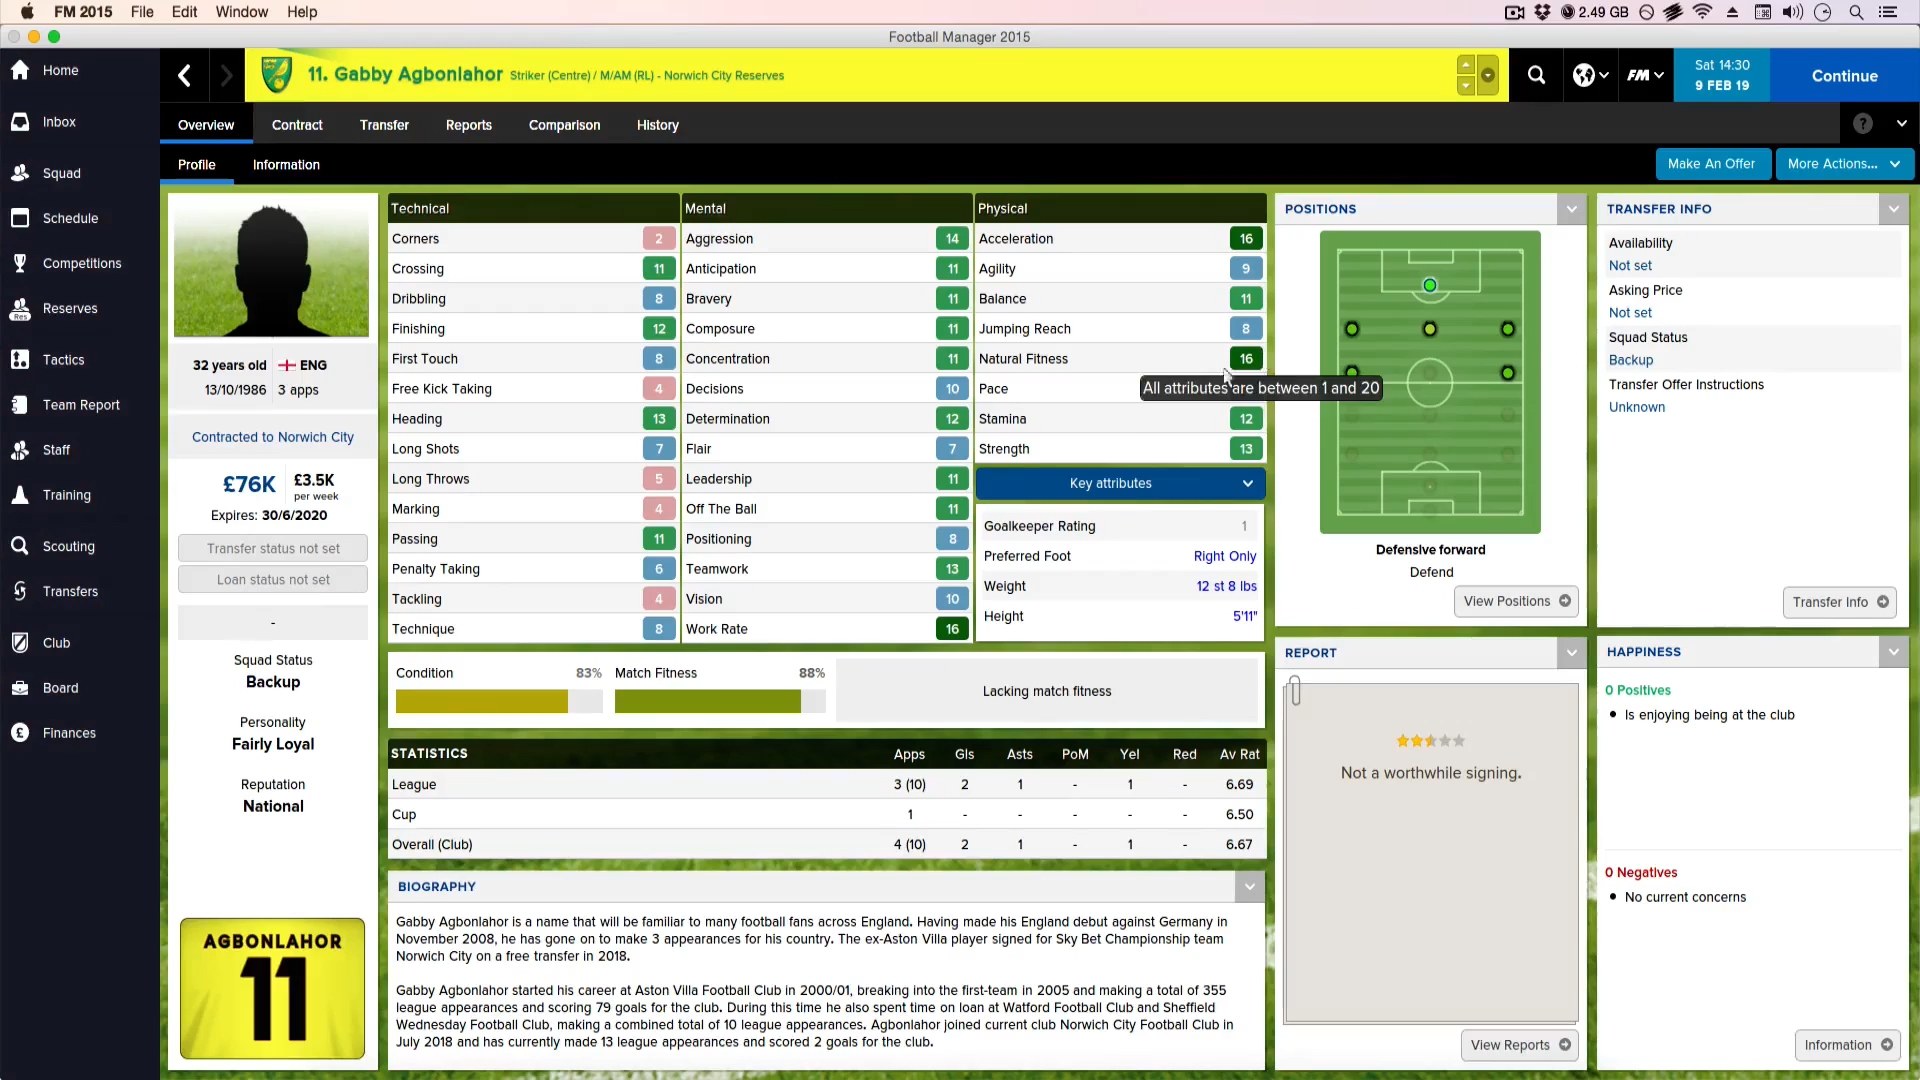 FM 2015 File Edit Window Help
2.49 GB
Football Manager 2015
Home
Inbox
Squad
Schedule
Competitions
Reserves
Res
Tactics
Team Report
Staff
Training
Scouting
Transfers
Club
Board
Finances
11. Gabby Agbonlahor Striker (Centre) / M/AM (RL) - Norwich City Reserves
FM
Sat 14:30
9 FEB 19
Continue
Overview Contract Transfer Reports Comparison History
?
Profile Information
Make An Offer
More Actions...
32 years old ENG
13/10/1986 3 apps
Contracted to Norwich City
£76K £3.5K
per week
Expires: 30/6/2020
Transfer status not set
Loan status not set
-
Squad Status
Backup
Personality
Fairly Loyal
Reputation
National
AGBONLAHOR
11
Technical
Corners 2
Crossing 11
Dribbling 8
Finishing 12
First Touch 8
Free Kick Taking 4
Heading 13
Long Shots 7
Long Throws 5
Marking 4
Passing 11
Penalty Taking 6
Tackling 4
Technique 8
Mental
Aggression 14
Anticipation 11
Bravery 11
Composure 11
Concentration 11
Decisions 10
Determination 12
Flair 7
Leadership 11
Off The Ball 11
Positioning 8
Teamwork 13
Vision 10
Work Rate 16
Physical
Acceleration 16
Agility 9
Balance 11
Jumping Reach 8
Natural Fitness 16
Pace
All attributes are between 1 and 20
Stamina 12
Strength 13
Key attributes
Goalkeeper Rating 1
Preferred Foot Right Only
Weight 12 st 8 lbs
Height 5'11"
Condition 83%
Match Fitness 88%
Lacking match fitness
STATISTICS Apps Gls Asts PoM Yel Red Av Rat
League 3 (10) 2 1 - 1 - 6.69
Cup 1 - - - - - 6.50
Overall (Club) 4 (10) 2 1 - 1 - 6.67
BIOGRAPHY
Gabby Agbonlahor is a name that will be familiar to many football fans across England. Having made his England debut against Germany in
November 2008, he has gone on to make 3 appearances for his country. The ex-Aston Villa player signed for Sky Bet Championship team
Norwich City on a free transfer in 2018.
Gabby Agbonlahor started his career at Aston Villa Football Club in 2000/01, breaking into the first-team in 2005 and making a total of 355
league appearances and scoring 79 goals for the club. During this time he also spent time on loan at Watford Football Club and Sheffield
Wednesday Football Club, making a combined total of 10 league appearances. Agbonlahor joined current club Norwich City Football Club in
July 2018 and has currently made 13 league appearances and scored 2 goals for the club.
POSITIONS
Defensive forward
Defend
View Positions
REPORT
Not a worthwhile signing.
View Reports
TRANSFER INFO
Availability
Not set
Asking Price
Not set
Squad Status
Backup
Transfer Offer Instructions
Unknown
Transfer Info
HAPPINESS
0 Positives
• Is enjoying being at the club
0 Negatives
• No current concerns
Information